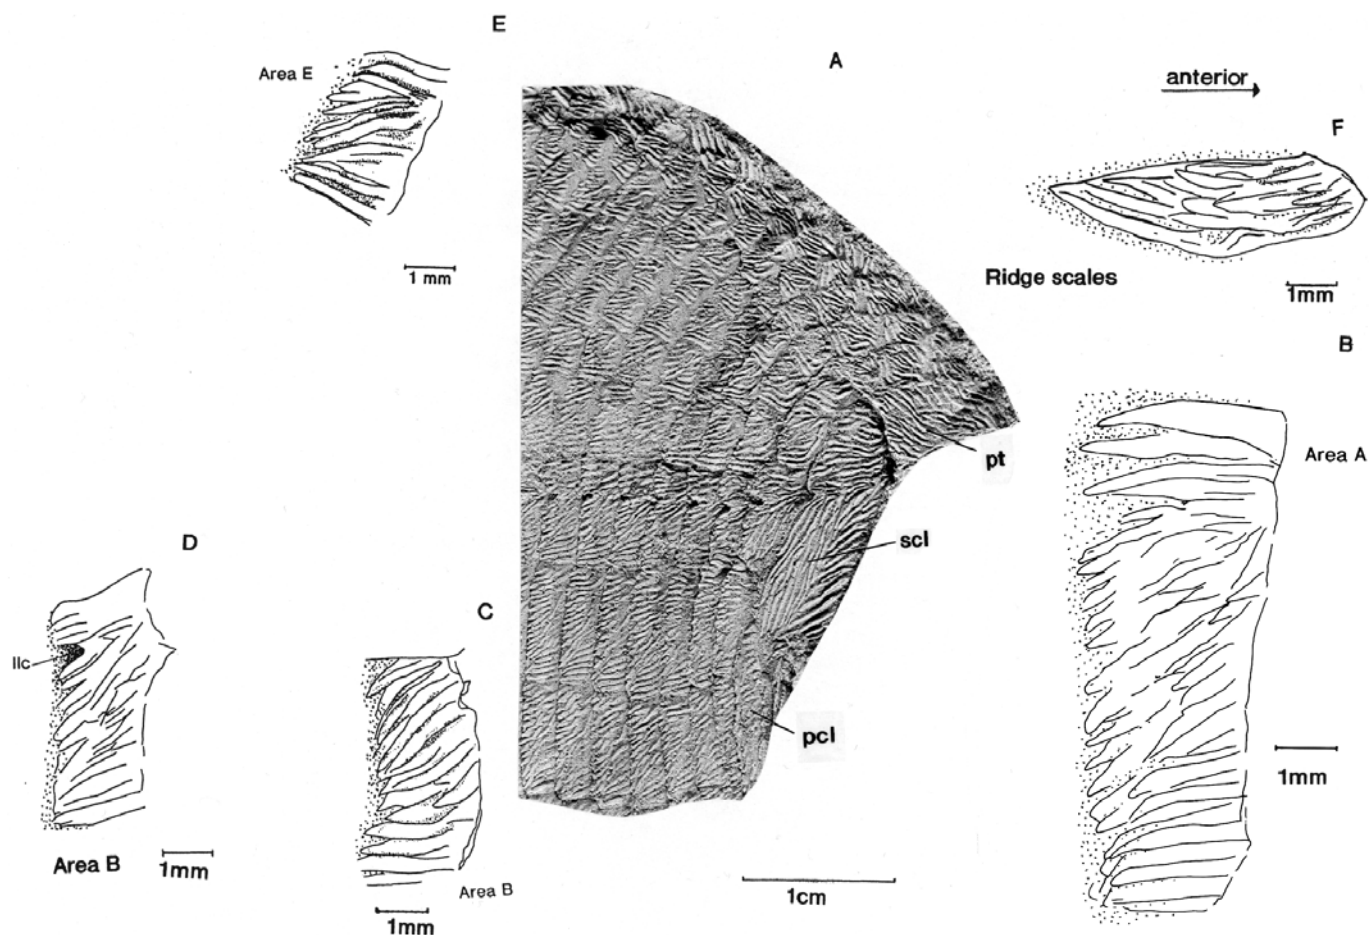 E
Area E
1 mm
A
anterior
F
Ridge scales
1mm
B
Area A
pt
scl
D
llc
C
pcl
1mm
Area B
1mm
Area B
1mm
1cm